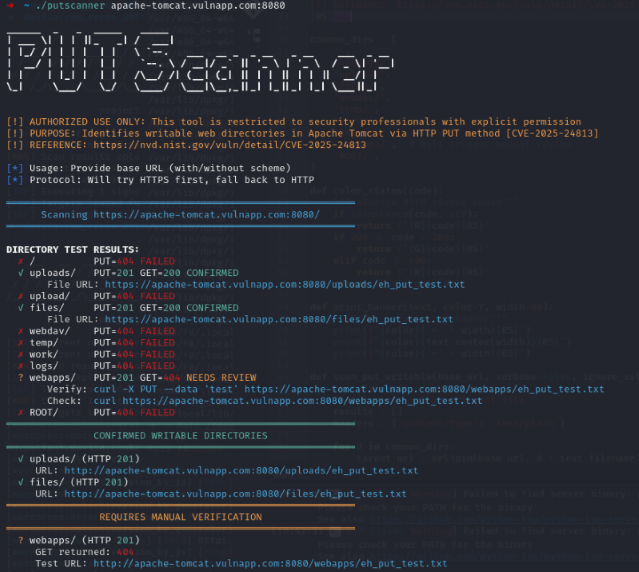 ➜ ~ ./putscanner apache-tomcat.vulnapp.com:8080
PUTScanner
[!] AUTHORIZED USE ONLY: This tool is restricted to security professionals with explicit permission
[!] PURPOSE: Identifies writable web directories in Apache Tomcat via HTTP PUT method [CVE-2025-24813]
[!] REFERENCE: https://nvd.nist.gov/vuln/detail/CVE-2025-24813
[*] Usage: Provide base URL (with/without scheme)
[*] Protocol: Will try HTTPS first, fall back to HTTP
Scanning https://apache-tomcat.vulnapp.com:8080/
DIRECTORY TEST RESULTS:
✗ / PUT=404 FAILED
√ uploads/ PUT=201 GET=200 CONFIRMED
File URL: https://apache-tomcat.vulnapp.com:8080/uploads/eh_put_test.txt
✗ upload/ PUT=404 FAILED
√ files/ PUT=201 GET=200 CONFIRMED
File URL: https://apache-tomcat.vulnapp.com:8080/files/eh_put_test.txt
✗ webdav/ PUT=404 FAILED
✗ temp/ PUT=404 FAILED
✗ work/ PUT=404 FAILED
✗ logs/ PUT=404 FAILED
? webapps/ PUT=201 GET=404 NEEDS REVIEW
Verify: curl -X PUT --data 'test' https://apache-tomcat.vulnapp.com:8080/webapps/eh_put_test.txt
Check: curl https://apache-tomcat.vulnapp.com:8080/webapps/eh_put_test.txt
✗ ROOT/ PUT=404 FAILED
CONFIRMED WRITABLE DIRECTORIES
√ uploads/ (HTTP 201)
URL: http://apache-tomcat.vulnapp.com:8080/uploads/eh_put_test.txt
√ files/ (HTTP 201)
URL: http://apache-tomcat.vulnapp.com:8080/files/eh_put_test.txt
REQUIRES MANUAL VERIFICATION
? webapps/ (HTTP 201)
GET returned: 404
Test URL: http://apache-tomcat.vulnapp.com:8080/webapps/eh_put_test.txt